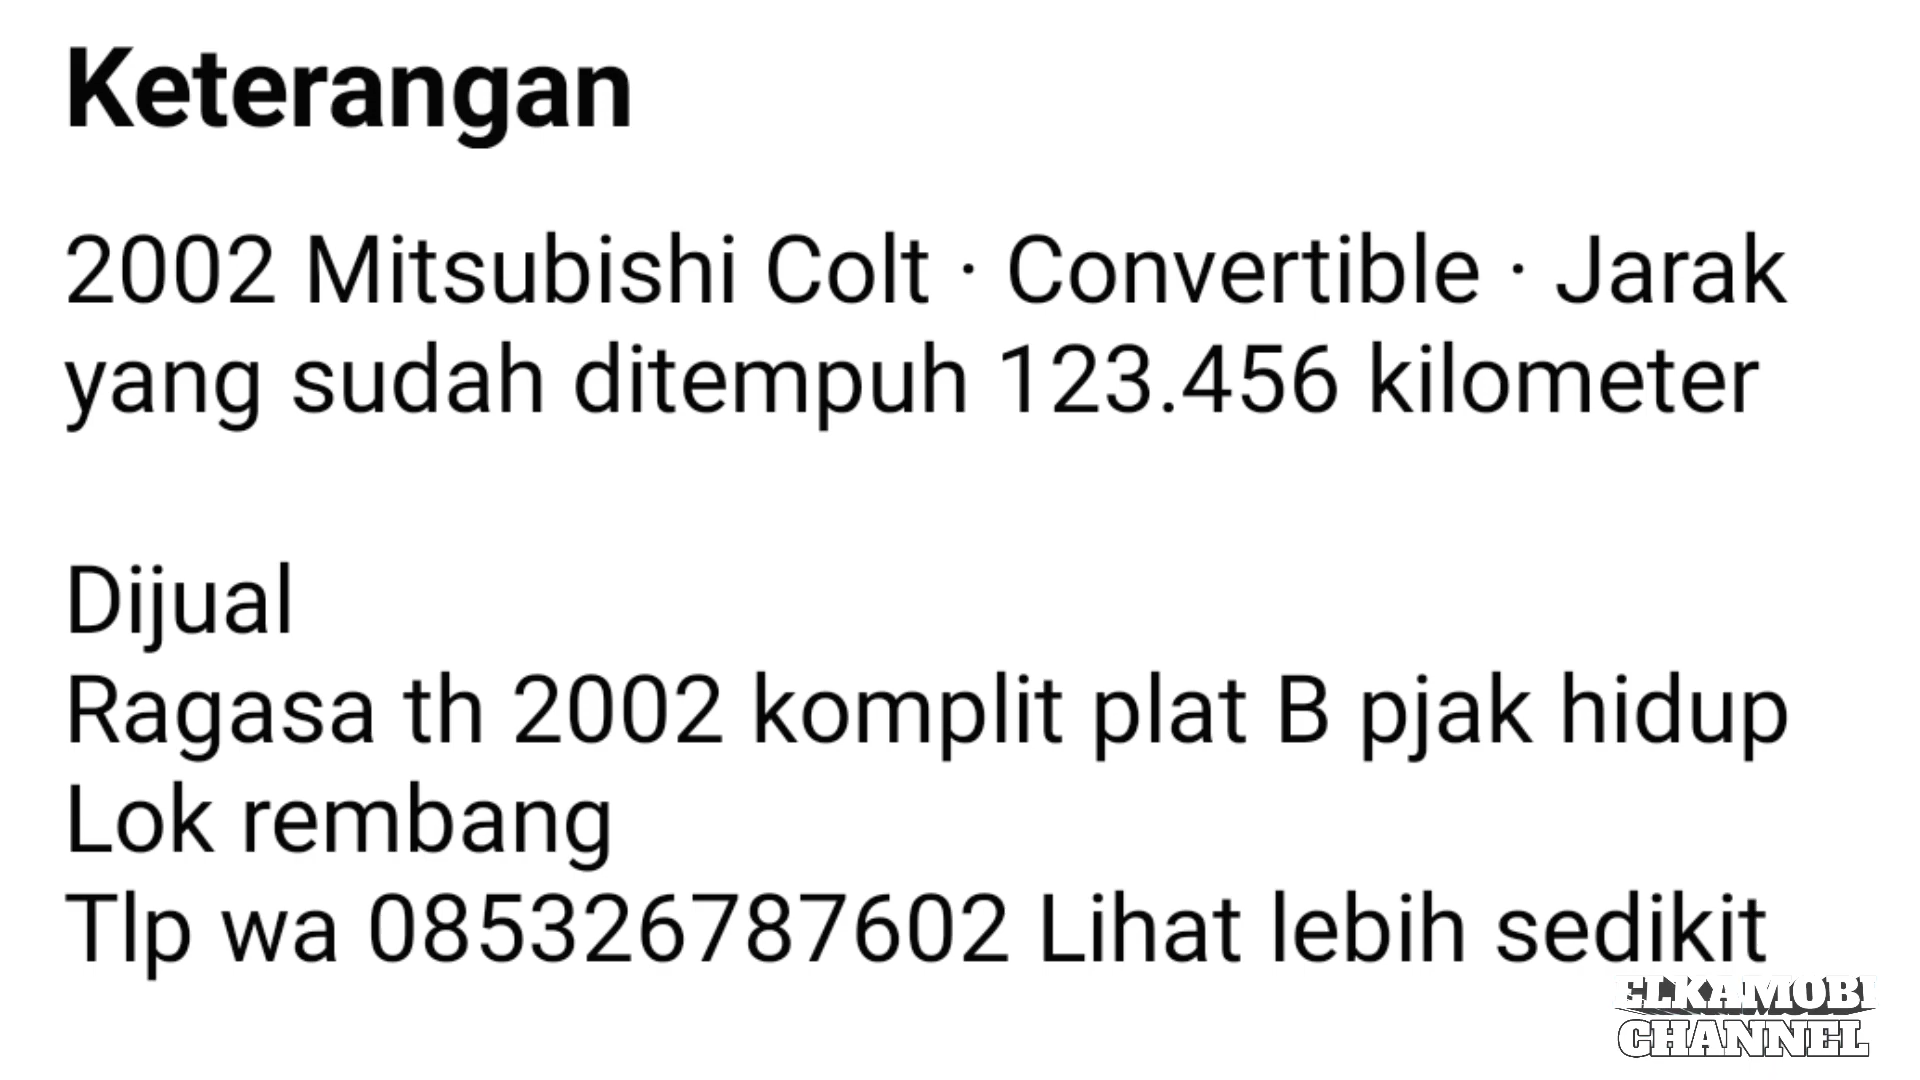 Keterangan
2002 Mitsubishi Colt · Convertible · Jarak
yang sudah ditempuh 123.456 kilometer
Dijual
Ragasa th 2002 komplit plat B pjak hidup
Lok rembang
Tlp wa 085326787602 Lihat lebih sedikit
ELKAMOBI
CHANNEL